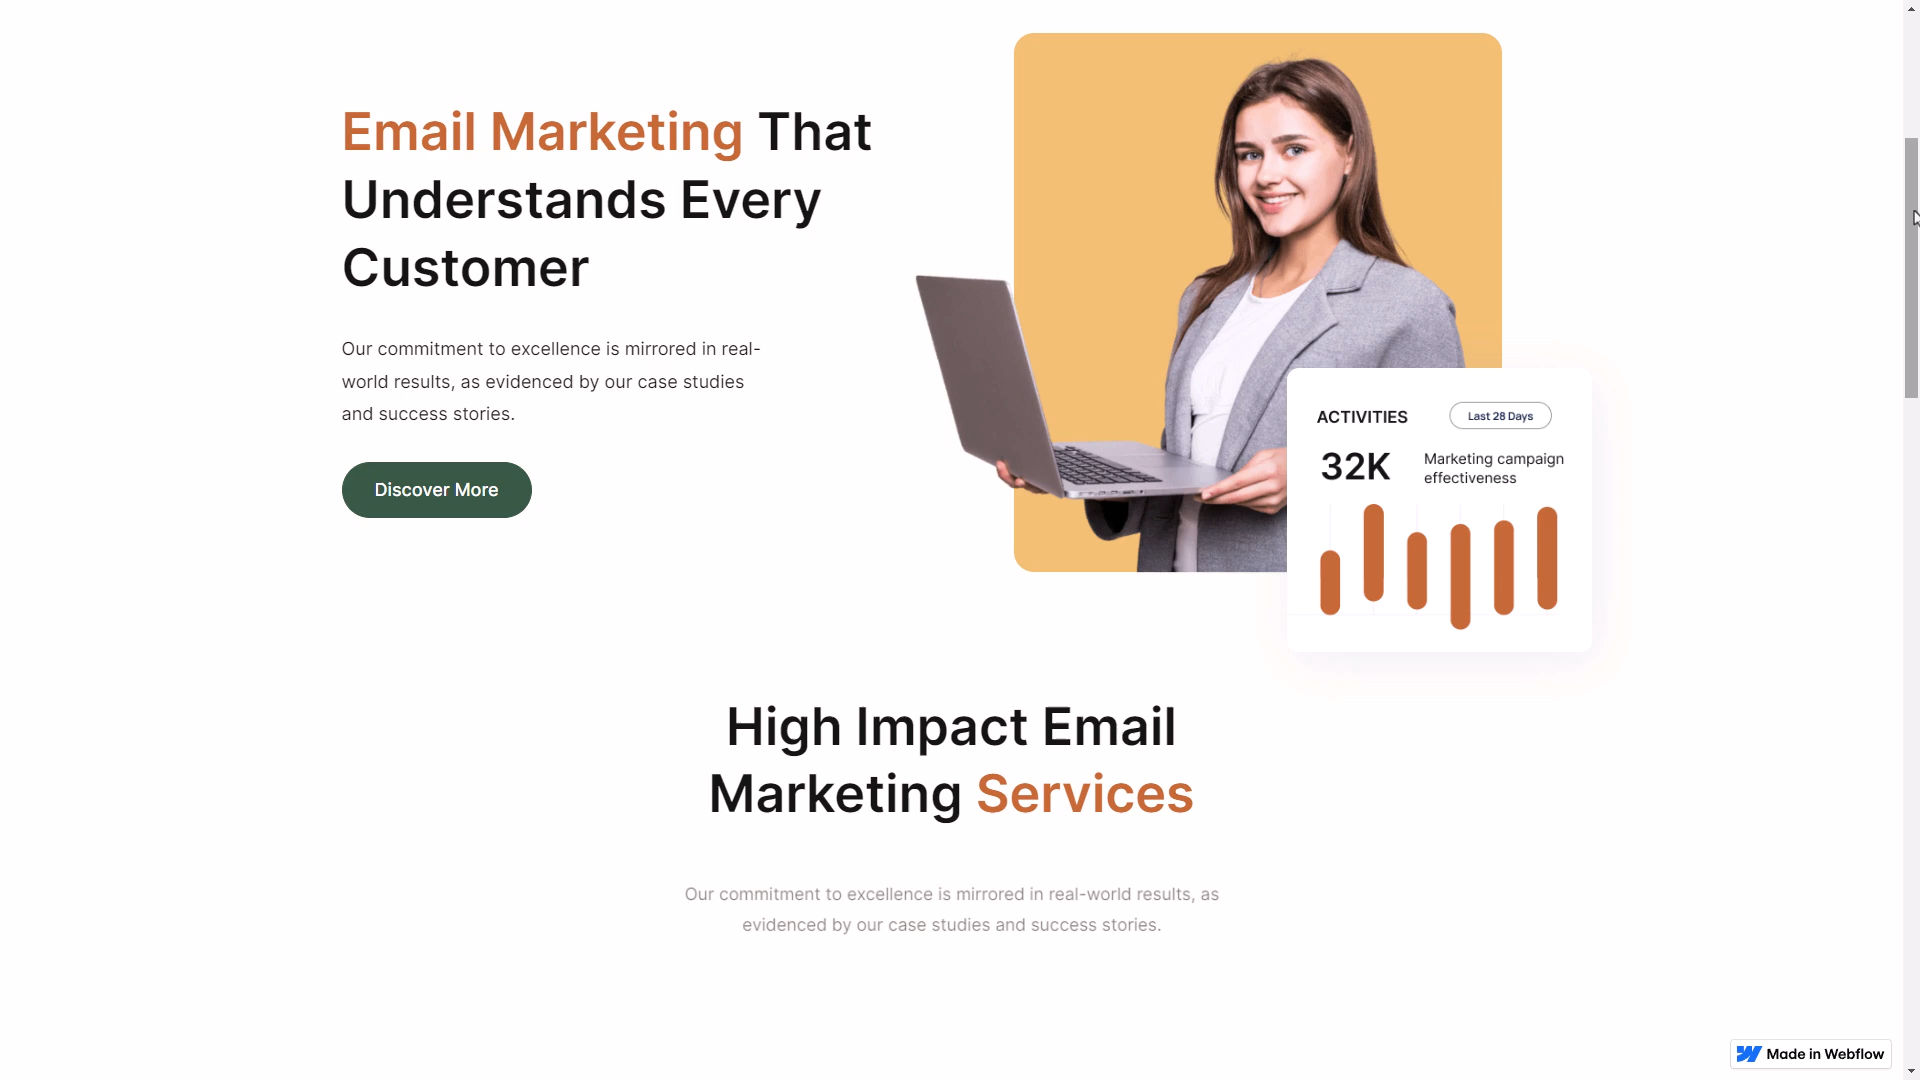 Email Marketing That
Understands Every
Customer
Our commitment to excellence is mirrored in real-
world results, as evidenced by our case studies
and success stories.
Discover More
ACTIVITIES
Last 28 Days
32K
Marketing campaign
effectiveness
High Impact Email
Marketing Services
Our commitment to excellence is mirrored in real-world results, as
evidenced by our case studies and success stories.
Made in Webflow